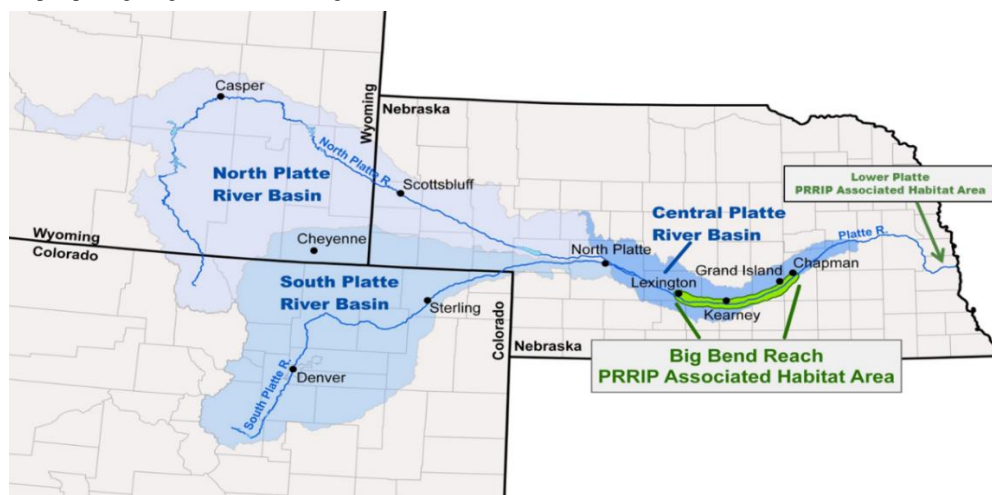 Casper
Wyoming
Nebraska
North Platte R.
North Platte
River Basin
Scottsbluff
Lower Platte
PRRIP Associated Habitat Area
Central Platte
River Basin
Platte R.
Wyoming
Colorado
Cheyenne
North Platte
Grand Island
Chapman
Lexington
Kearney
South Platte
River Basin
Sterling
Colorado
Nebraska
Big Bend Reach
PRRIP Associated Habitat Area
Denver
South Platte R.